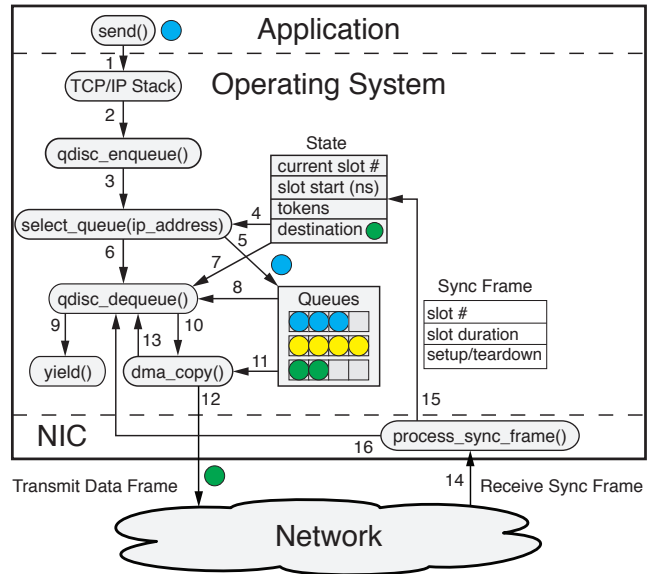 send()
Application
1
TCP/IP Stack
Operating System
2
qdisc_enqueue()
State
current slot #
slot start (ns)
tokens
destination
3
4
select_queue(ip_address)
5
6
7
qdisc_dequeue()
8
Queues
Sync Frame
slot #
slot duration
setup/teardown
9
13
10
11
yield()
dma_copy()
12
15
NIC
16
process_sync_frame()
Transmit Data Frame
14
Receive Sync Frame
Network